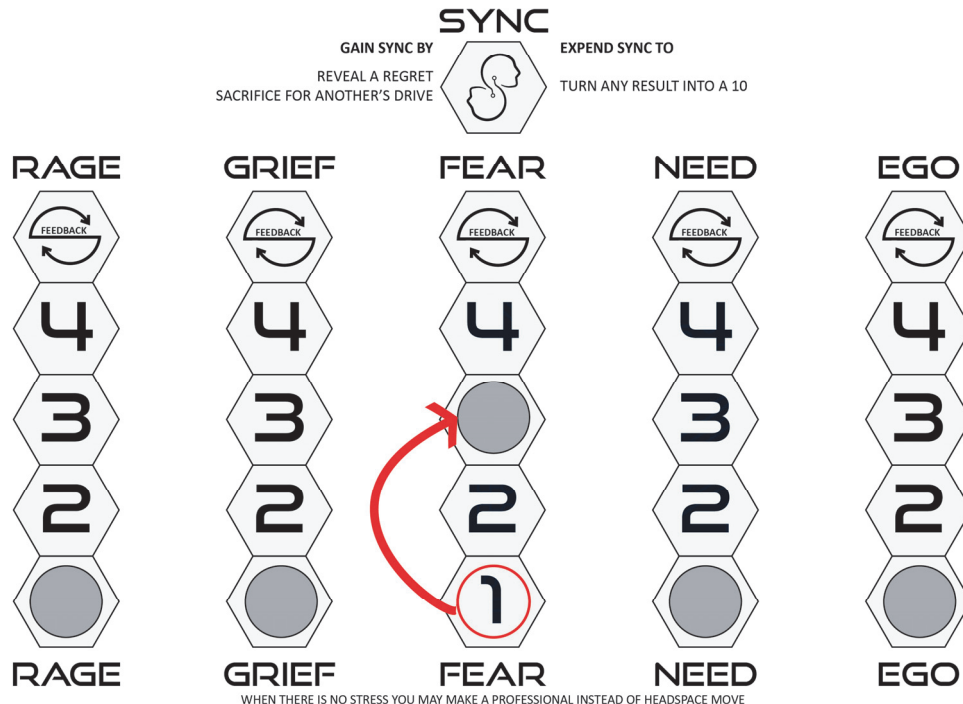 SYNC
GAIN SYNC BY
EXPEND SYNC TO
REVEAL A REGRET
SACRIFICE FOR ANOTHER'S DRIVE
TURN ANY RESULT INTO A 10
RAGE GRIEF FEAR NEED EGO
FEEDBACK FEEDBACK FEEDBACK FEEDBACK FEEDBACK
4 4 4 4 4
3 3 3 3
2 2 2 2 2
1
RAGE GRIEF FEAR NEED EGO
WHEN THERE IS NO STRESS YOU MAY MAKE A PROFESSIONAL INSTEAD OF HEADSPACE MOVE